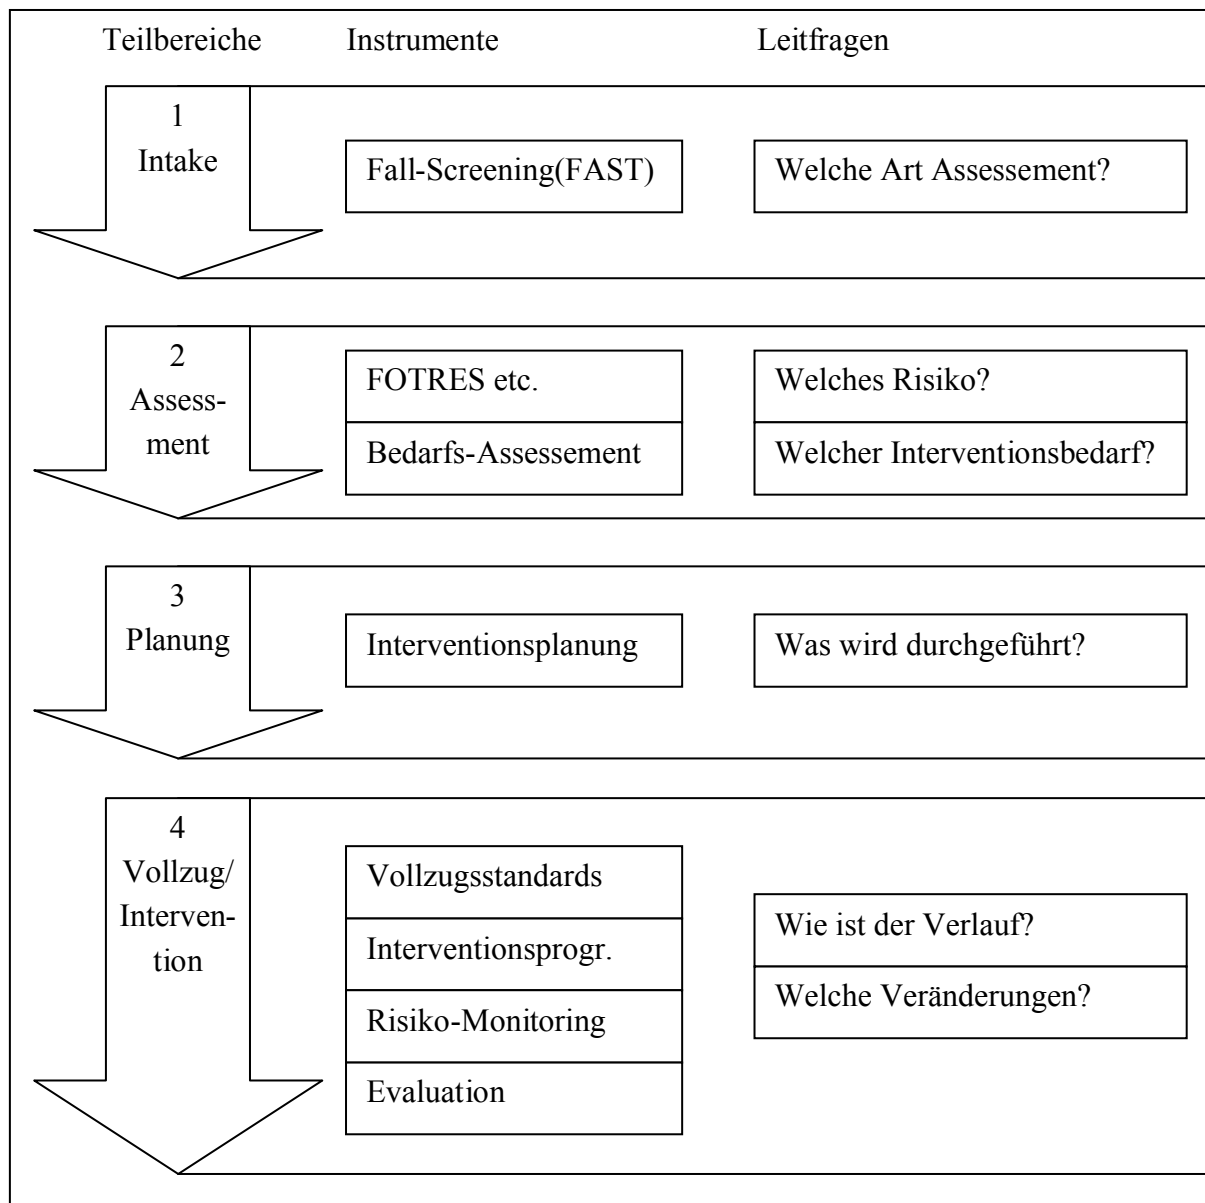 Teilbereiche Instrumente Leitfragen
1
Intake
Fall-Screening(FAST)
Welche Art Assessement?
2
Assess-
ment
FOTRES etc.
Welches Risiko?
Bedarfs-Assessement
Welcher Interventionsbedarf?
3
Planung
Interventionsplanung
Was wird durchgeführt?
4
Vollzug/
Interven-
tion
Vollzugsstandards
Interventionsprogr.
Risiko-Monitoring
Evaluation
Wie ist der Verlauf?
Welche Veränderungen?